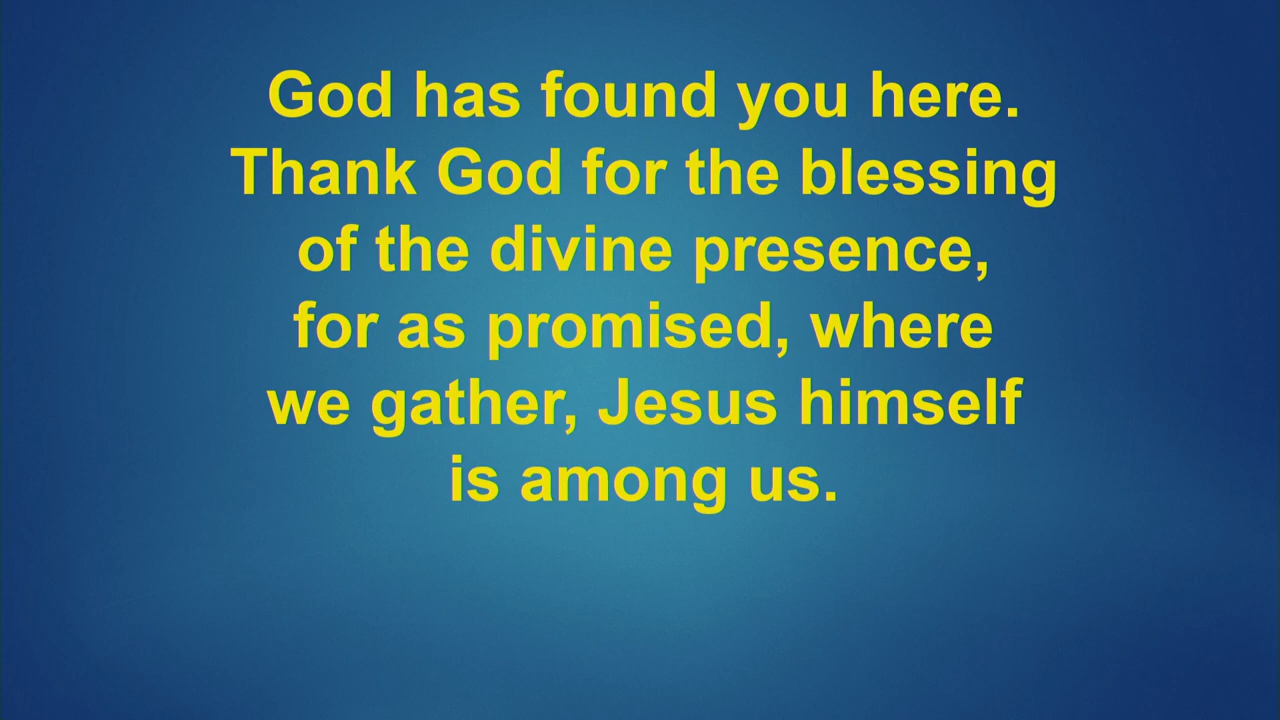 God has found you here.
Thank God for the blessing
of the divine presence,
for as promised, where
we gather, Jesus himself
is among us.